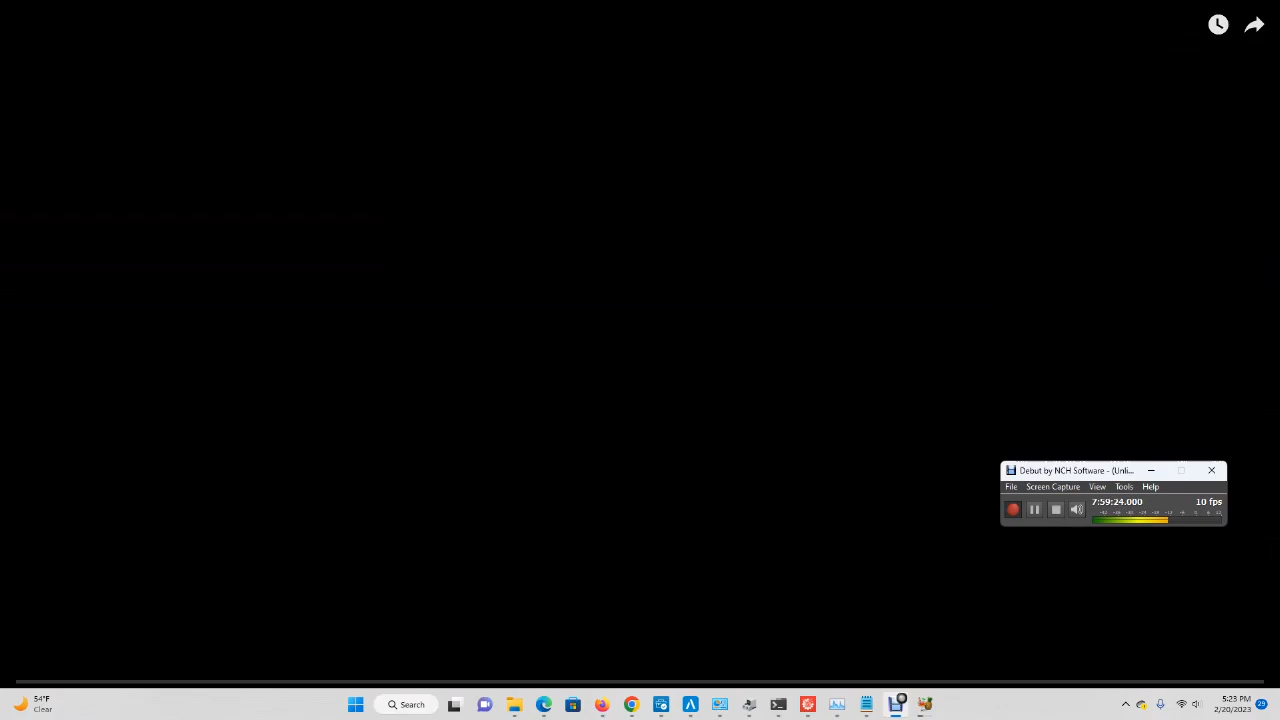 Debut by NCH Software - (Unli...
File Screen Capture View Tools Help
7:59:24.000 10 fps
54°F
Clear
Search
5:23 PM
2/20/2023
29